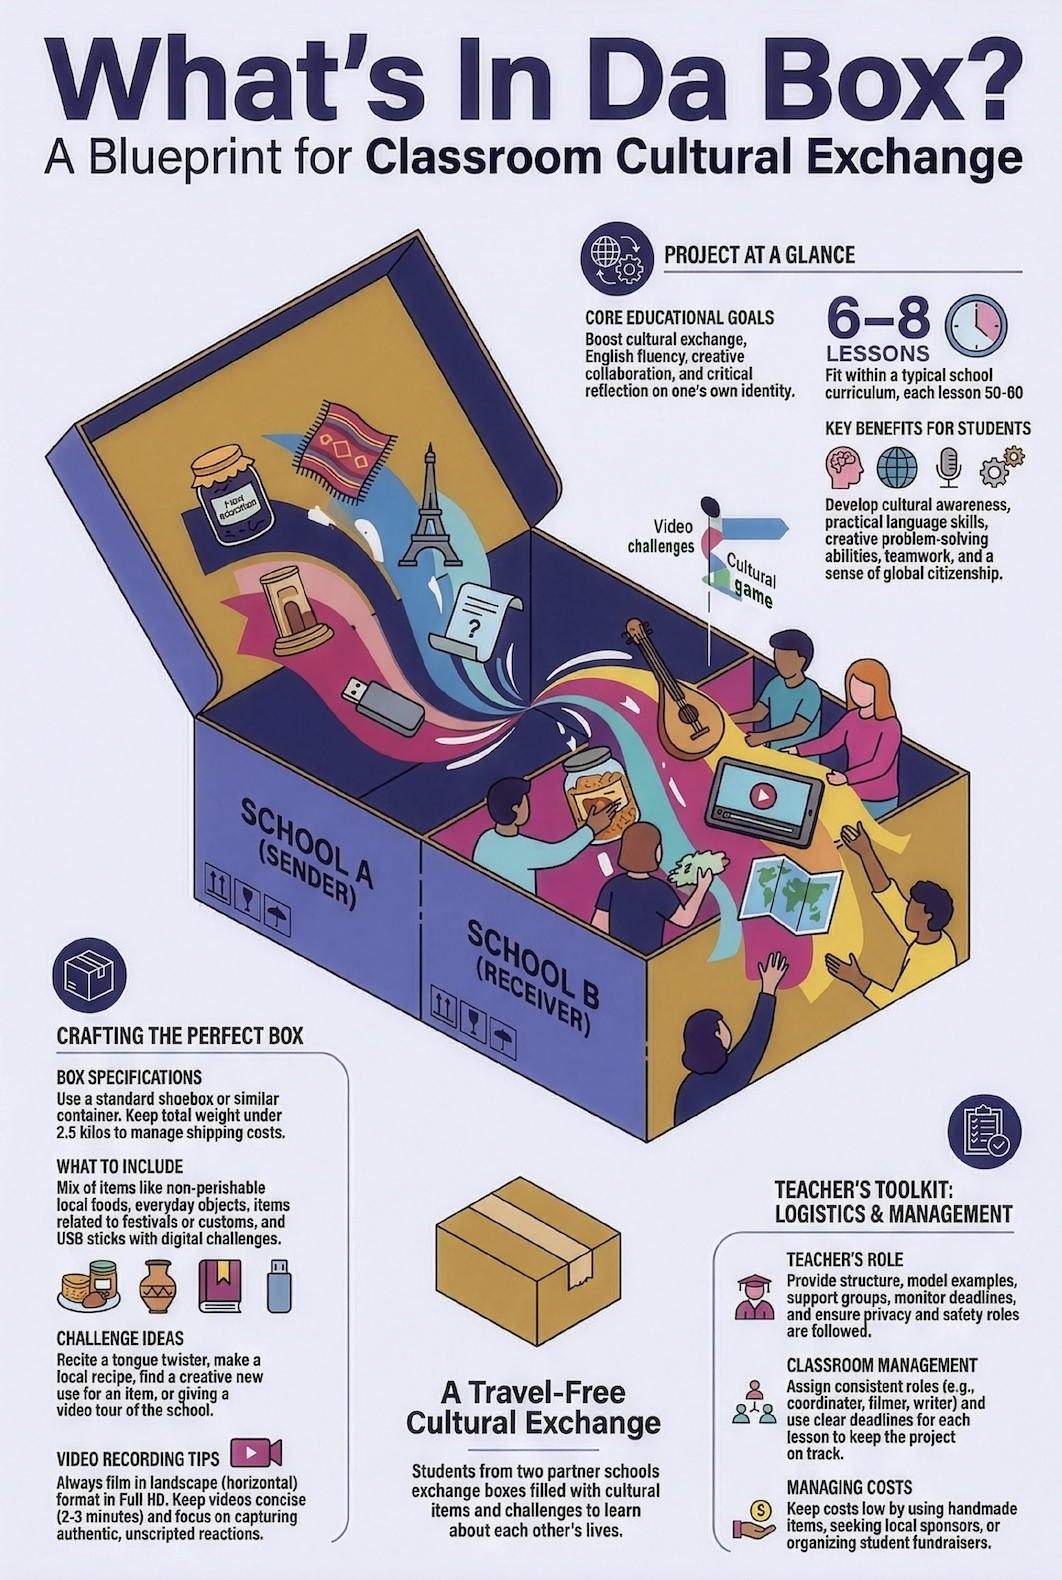 What's In Da Box?
A Blueprint for Classroom Cultural Exchange
PROJECT AT A GLANCE
CORE EDUCATIONAL GOALS
Boost cultural exchange,
English fluency, creative
collaboration, and critical
reflection on one's own identity.
6–8
LESSONS
Fit within a typical school
curriculum, each lesson 50-60
KEY BENEFITS FOR STUDENTS
Develop cultural awareness,
practical language skills,
creative problem-solving
abilities, teamwork, and a
sense of global citizenship.
Video
challenges
Cultural
game
?
SCHOOL A
(SENDER)
SCHOOL B
(RECEIVER)
CRAFTING THE PERFECT BOX
BOX SPECIFICATIONS
Use a standard shoebox or similar
container. Keep total weight under
2.5 kilos to manage shipping costs.
WHAT TO INCLUDE
Mix of items like non-perishable
local foods, everyday objects, items
related to festivals or customs, and
USB sticks with digital challenges.
CHALLENGE IDEAS
Recite a tongue twister, make a
local recipe, find a creative new
use for an item, or giving a
video tour of the school.
VIDEO RECORDING TIPS
Always film in landscape (horizontal)
format in Full HD. Keep videos concise
(2-3 minutes) and focus on capturing
authentic, unscripted reactions.
A Travel-Free
Cultural Exchange
Students from two partner schools
exchange boxes filled with cultural
items and challenges to learn
about each other's lives.
TEACHER'S TOOLKIT:
LOGISTICS & MANAGEMENT
TEACHER'S ROLE
Provide structure, model examples,
support groups, monitor deadlines,
and ensure privacy and safety roles
are followed.
CLASSROOM MANAGEMENT
Assign consistent roles (e.g.,
coordinater, filmer, writer) and
use clear deadlines for each
lesson to keep the project
on track.
MANAGING COSTS
$
Keep costs low by using handmade
items, seeking local sponsors, or
organizing student fundraisers.